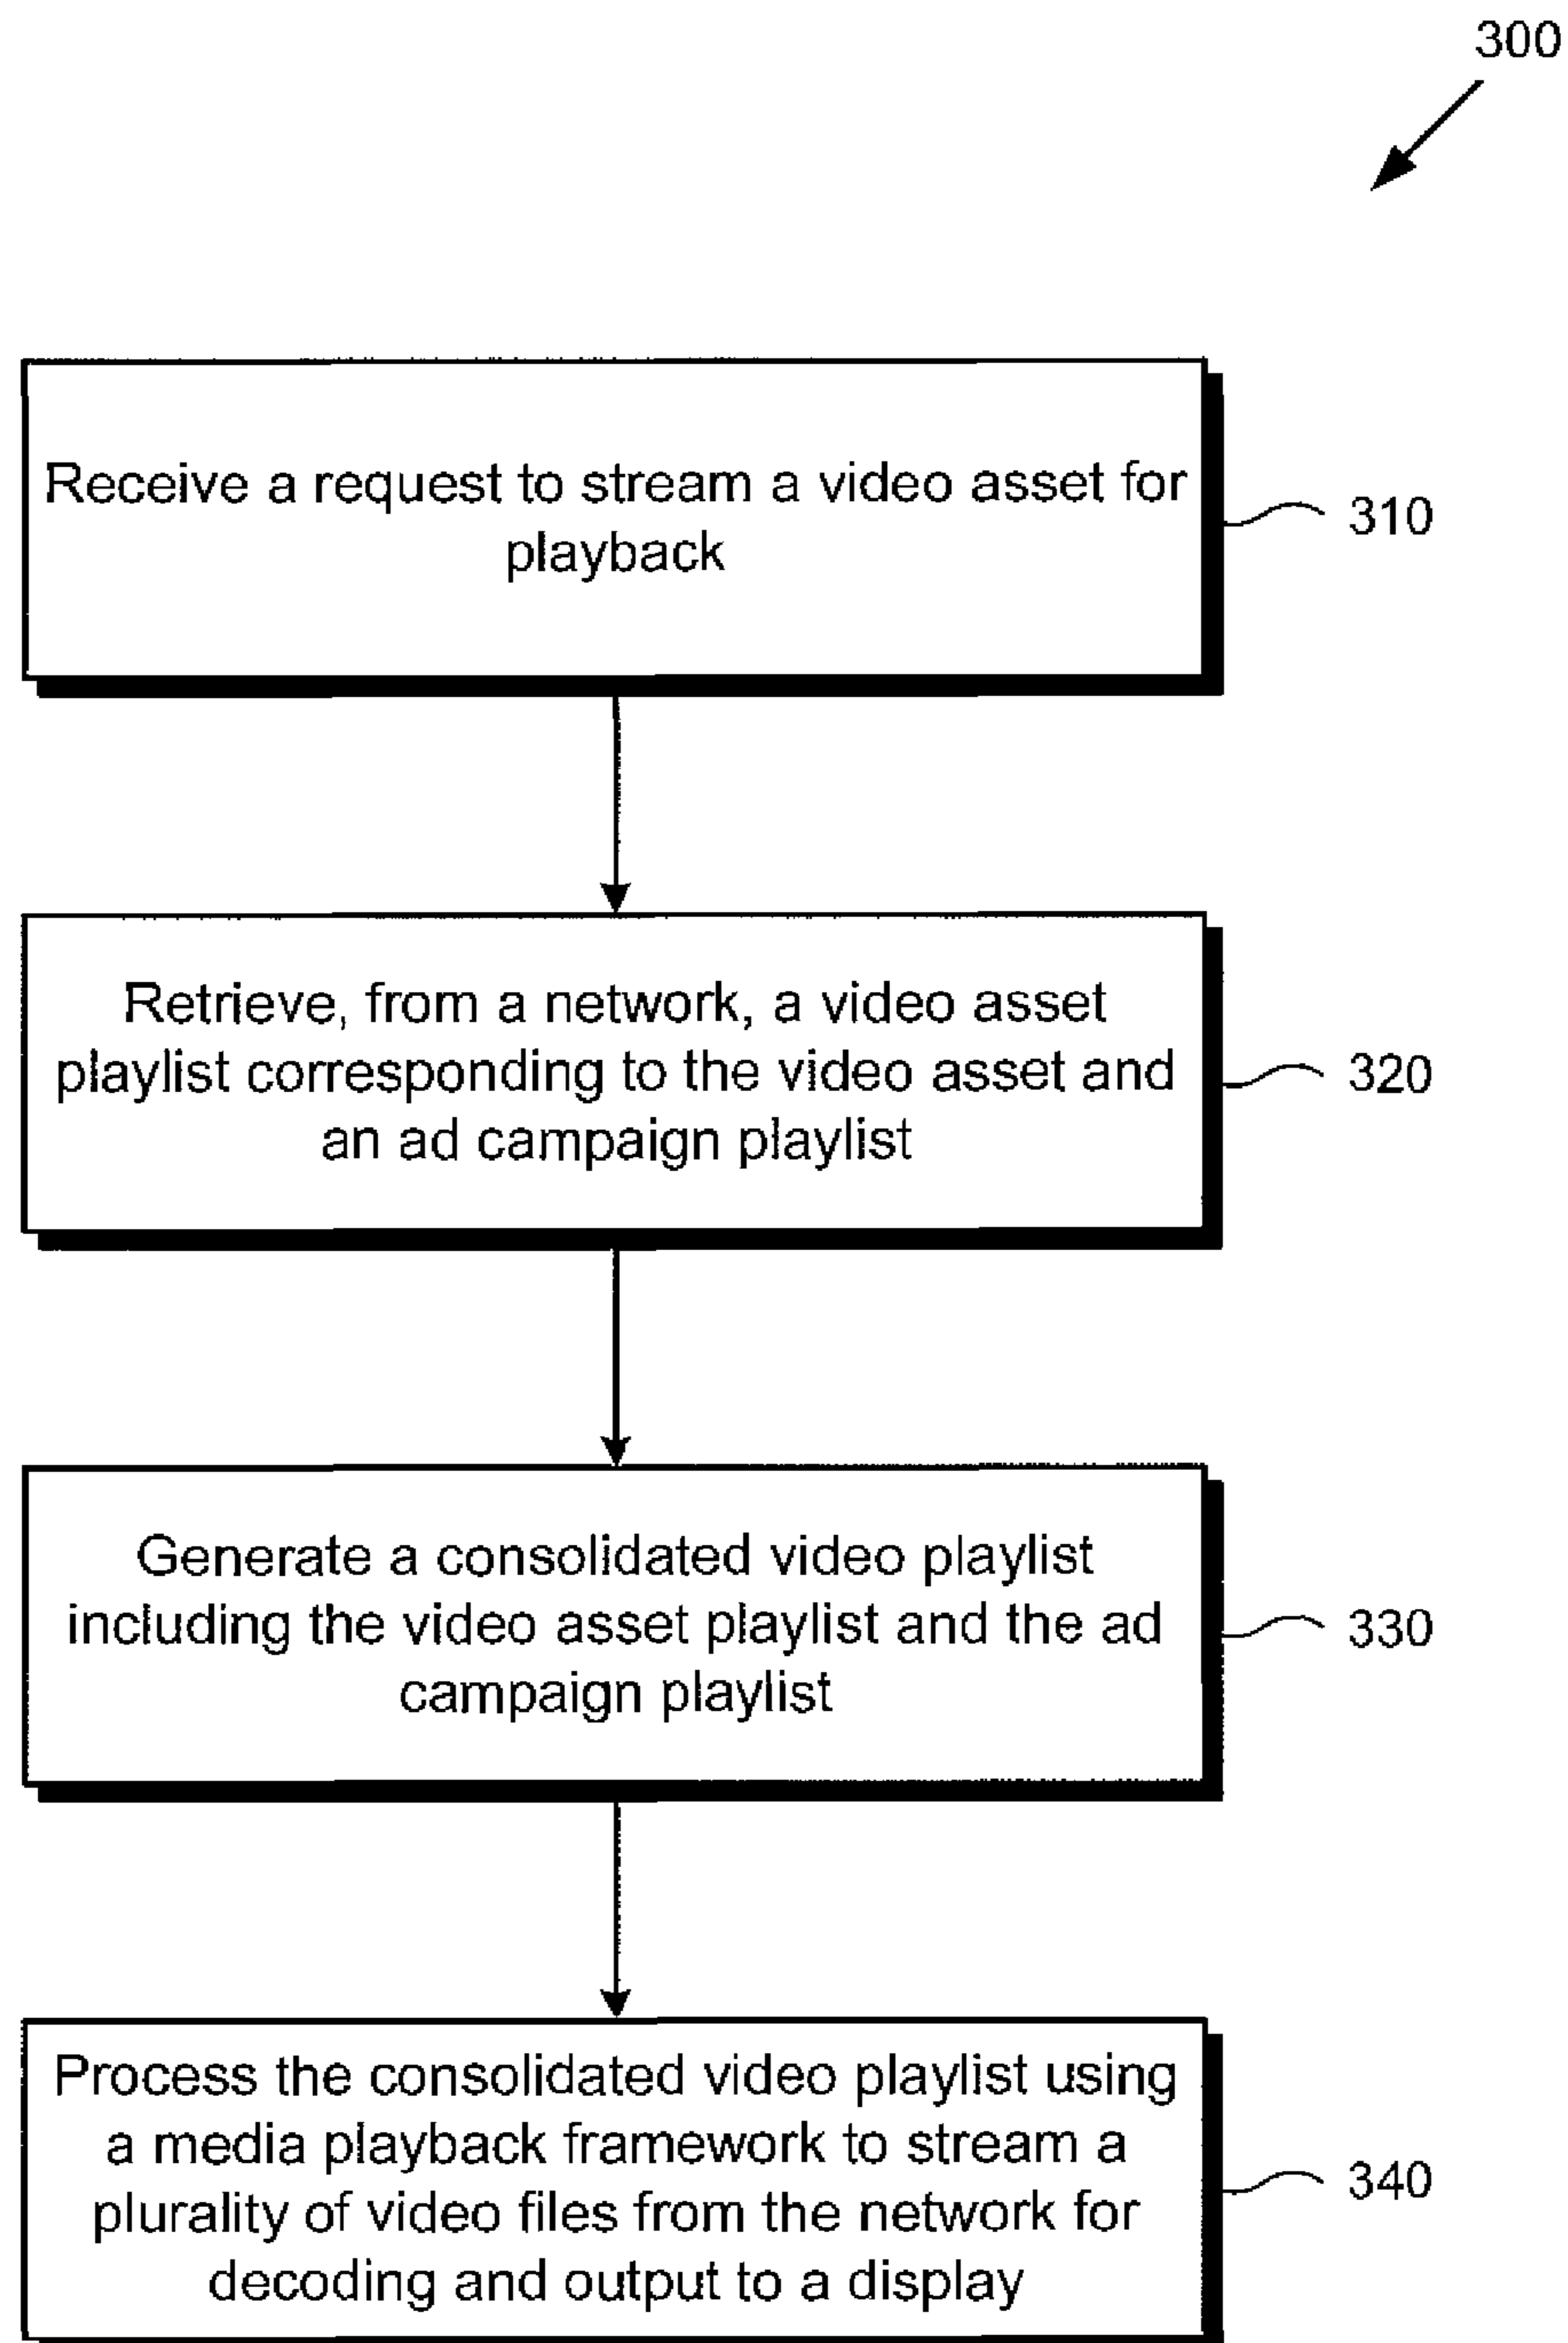 300
Receive a request to stream a video asset for
playback
310
Retrieve, from a network, a video asset
playlist corresponding to the video asset and
an ad campaign playlist
320
Generate a consolidated video playlist
including the video asset playlist and the ad
campaign playlist
330
Process the consolidated video playlist using
a media playback framework to stream a
plurality of video files from the network for
decoding and output to a display
340